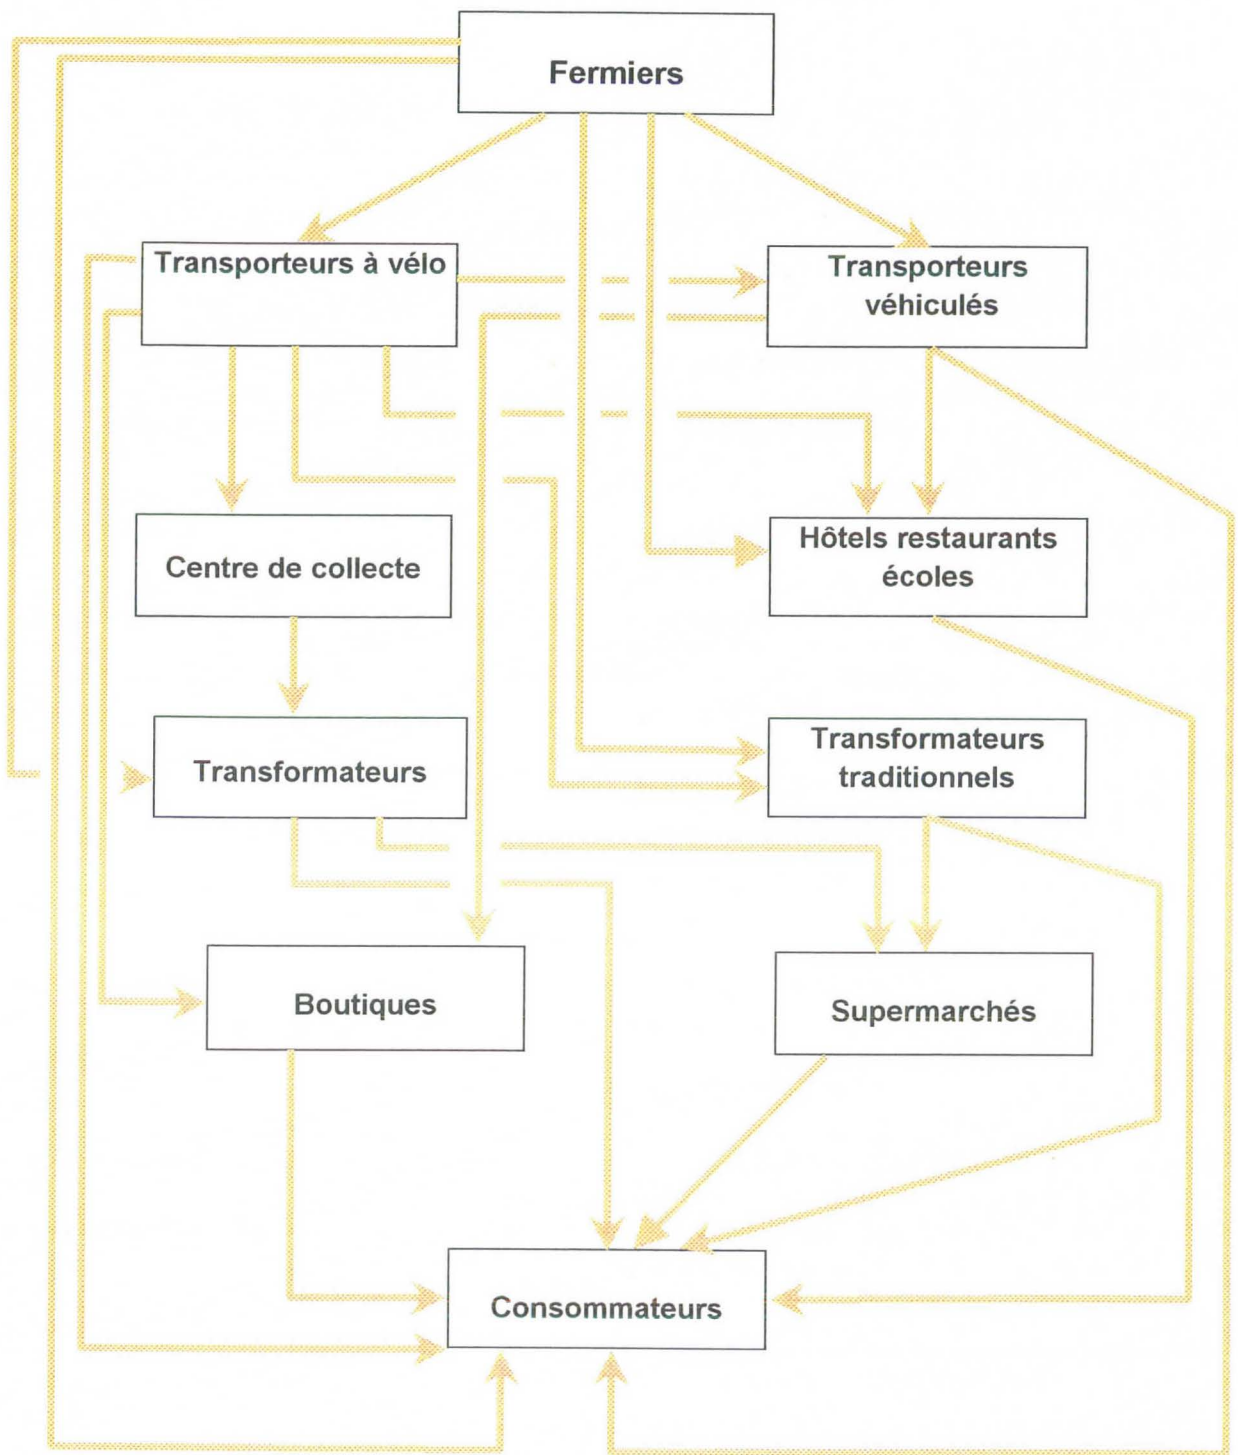 Fermiers
Transporteurs à vélo
Transporteurs
véhiculés
Centre de collecte
Hôtels restaurants
écoles
Transformateurs
Transformateurs
traditionnels
Boutiques
Supermarchés
Consommateurs